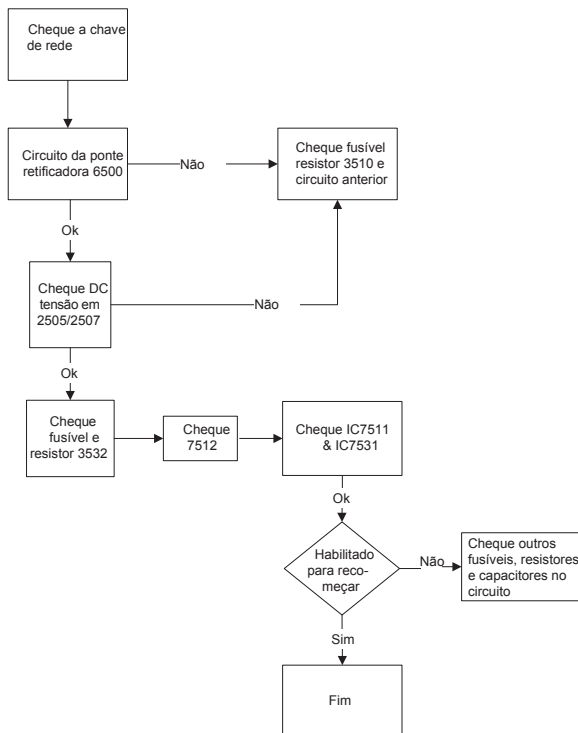 Cheque a chave
de rede
Circuito da ponte
retificadora 6500
Não
Cheque fusível
resistor 3510 e
circuito anterior
Ok
Cheque DC
tensão em
2505/2507
Não
Ok
Cheque
fusível e
resistor 3532
Cheque
7512
Cheque IC7511
& IC7531
Ok
Habilitado
para reco-
meçar
Não
Cheque outros
fusíveis, resistores
e capacitores no
circuito
Sim
Fim